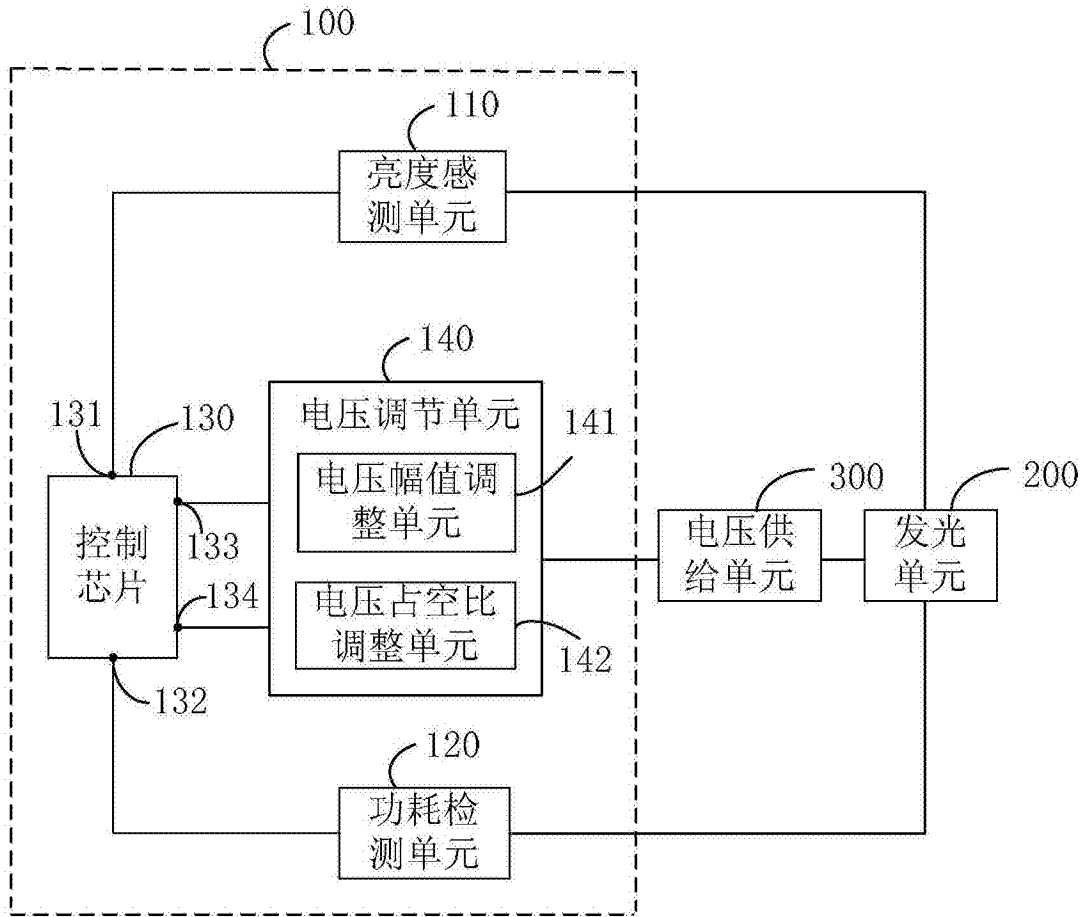 100
110
亮度感
测单元
140
电压调节单元
141
电压幅值调
整单元
131
130
控制
芯片
133
134
132
电压占空比
调整单元
142
300
电压供
给单元
200
发光
单元
120
功耗检
测单元